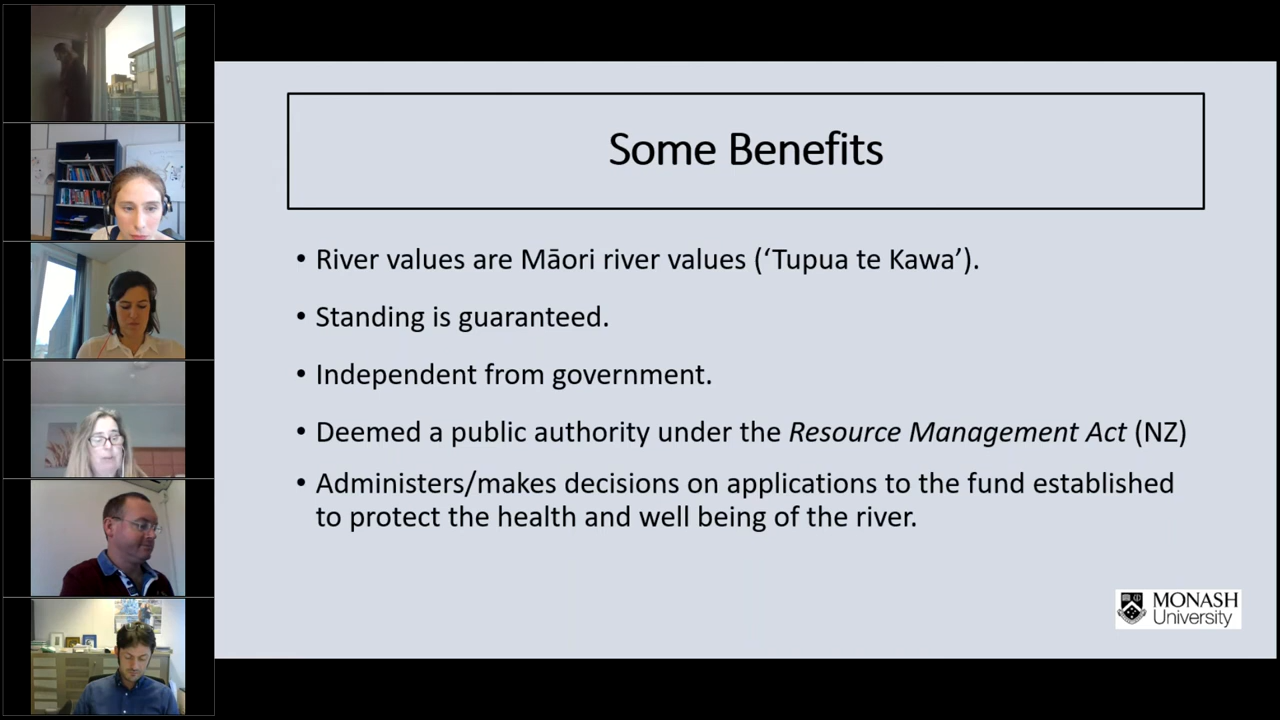 Some Benefits
• River values are Māori river values (‘Tupua te Kawa’).
• Standing is guaranteed.
• Independent from government.
• Deemed a public authority under the Resource Management Act (NZ)
• Administers/makes decisions on applications to the fund established
to protect the health and well being of the river.
MONASH
University